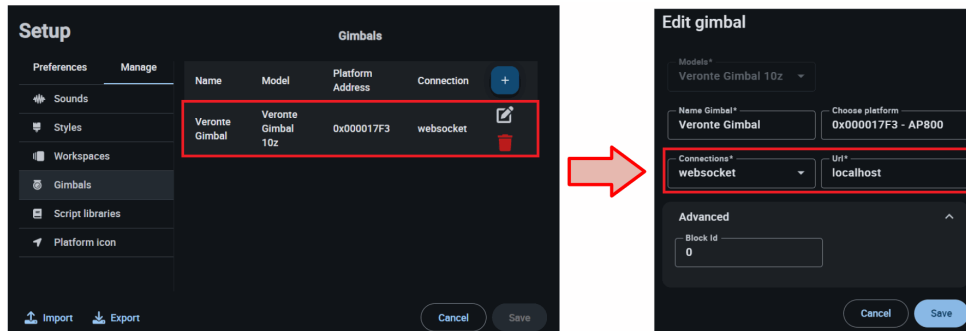 Setup
Gimbals
Preferences Manage
Sounds
Styles
Workspaces
Gimbals
Script libraries
Platform icon
Name Model Platform Address Connection +
Veronte Gimbal Veronte Gimbal 10z 0x000017F3 websocket
Import Export
Cancel Save
Edit gimbal
Models*
Veronte Gimbal 10z
Name Gimbal* Choose platform
Veronte Gimbal 0x000017F3 - AP800
Connections* Url*
websocket localhost
Advanced
Block Id
0
Cancel Save